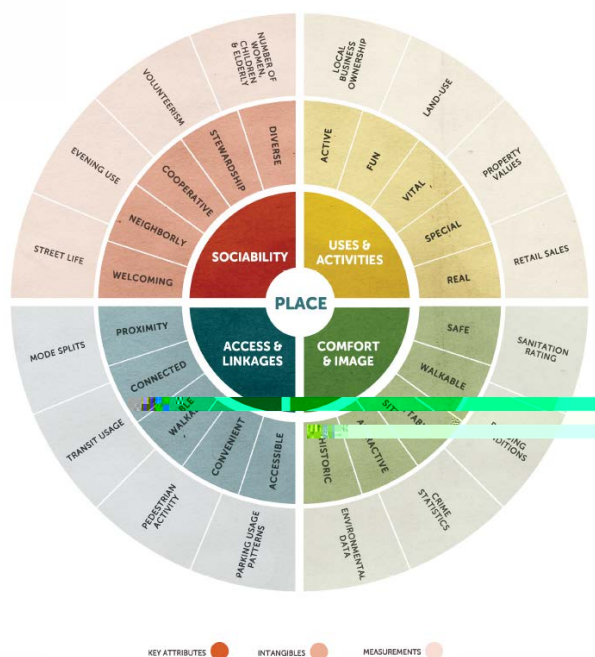 NUMBER OF
WOMEN,
CHILDREN
& ELDERLY
VOLUNTEERISM
EVENING USE
STREET LIFE
LOCAL
BUSINESS
OWNERSHIP
LAND-USE
PROPERTY
VALUES
RETAIL SALES
DIVERSE
STEWARDSHIP
COOPERATIVE
NEIGHBORLY
WELCOMING
ACTIVE
FUN
VITAL
SPECIAL
REAL
SOCIABILITY
USES &
ACTIVITIES
PLACE
ACCESS &
LINKAGES
COMFORT
& IMAGE
PROXIMITY
CONNECTED
CONVENIENT
ACCESSIBLE
SAFE
WALKABLE
HISTORIC
MODE SPLITS
TRANSIT USAGE
PEDESTRIAN
ACTIVITY
PARKING USAGE
PATTERNS
SANITATION
RATING
CRIME
STATISTICS
ENVIRONMENTAL
DATA
KEY ATTRIBUTES
INTANGIBLES
MEASUREMENTS